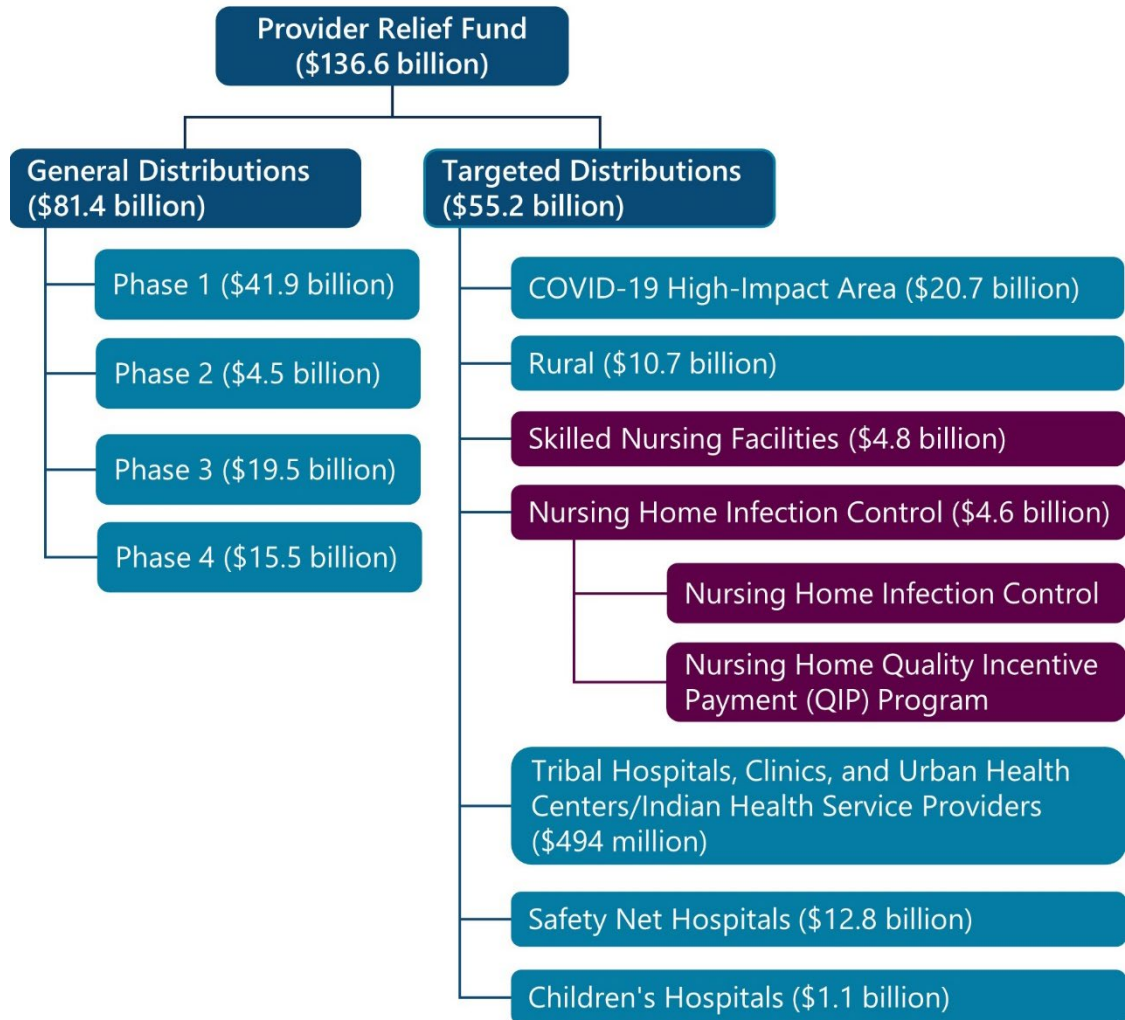 Provider Relief Fund
($136.6 billion)
General Distributions
($81.4 billion)
Phase 1 ($41.9 billion)
Phase 2 ($4.5 billion)
Phase 3 ($19.5 billion)
Phase 4 ($15.5 billion)
Targeted Distributions
($55.2 billion)
COVID-19 High-Impact Area ($20.7 billion)
Rural ($10.7 billion)
Skilled Nursing Facilities ($4.8 billion)
Nursing Home Infection Control ($4.6 billion)
Nursing Home Infection Control
Nursing Home Quality Incentive
Payment (QIP) Program
Tribal Hospitals, Clinics, and Urban Health
Centers/Indian Health Service Providers
($494 million)
Safety Net Hospitals ($12.8 billion)
Children's Hospitals ($1.1 billion)